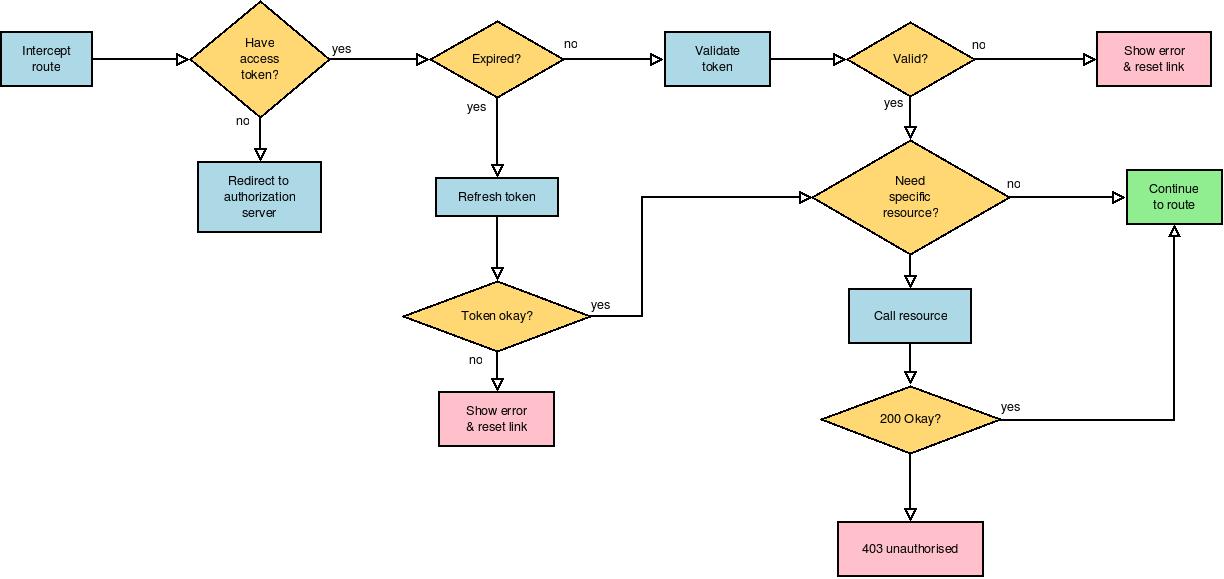 Intercept
route
Have
access
token?
yes
no
Redirect to
authorization
server
Expired?
no
yes
Refresh token
Token okay?
yes
no
Show error
& reset link
Validate
token
Valid?
no
yes
Show error
& reset link
Need
specific
resource?
no
Continue
to route
Call resource
200 Okay?
yes
403 unauthorised